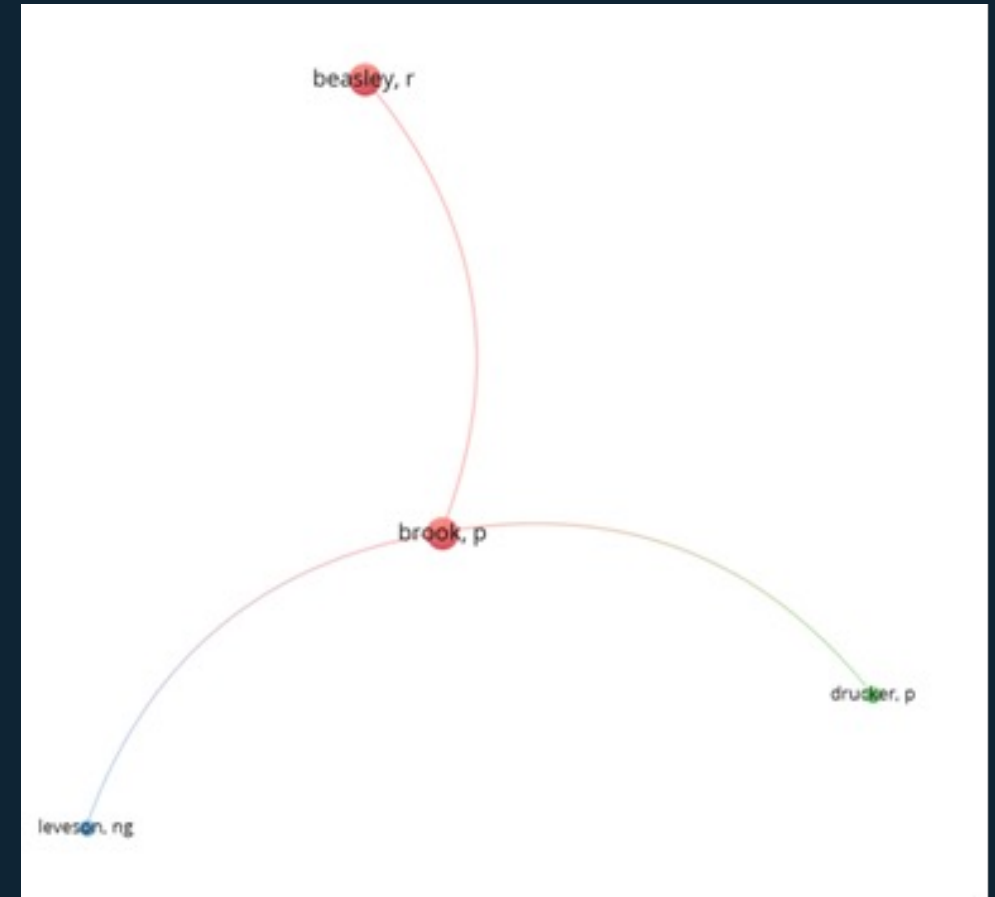 beasley, r
brook, p
drucker, p
leveson, ng